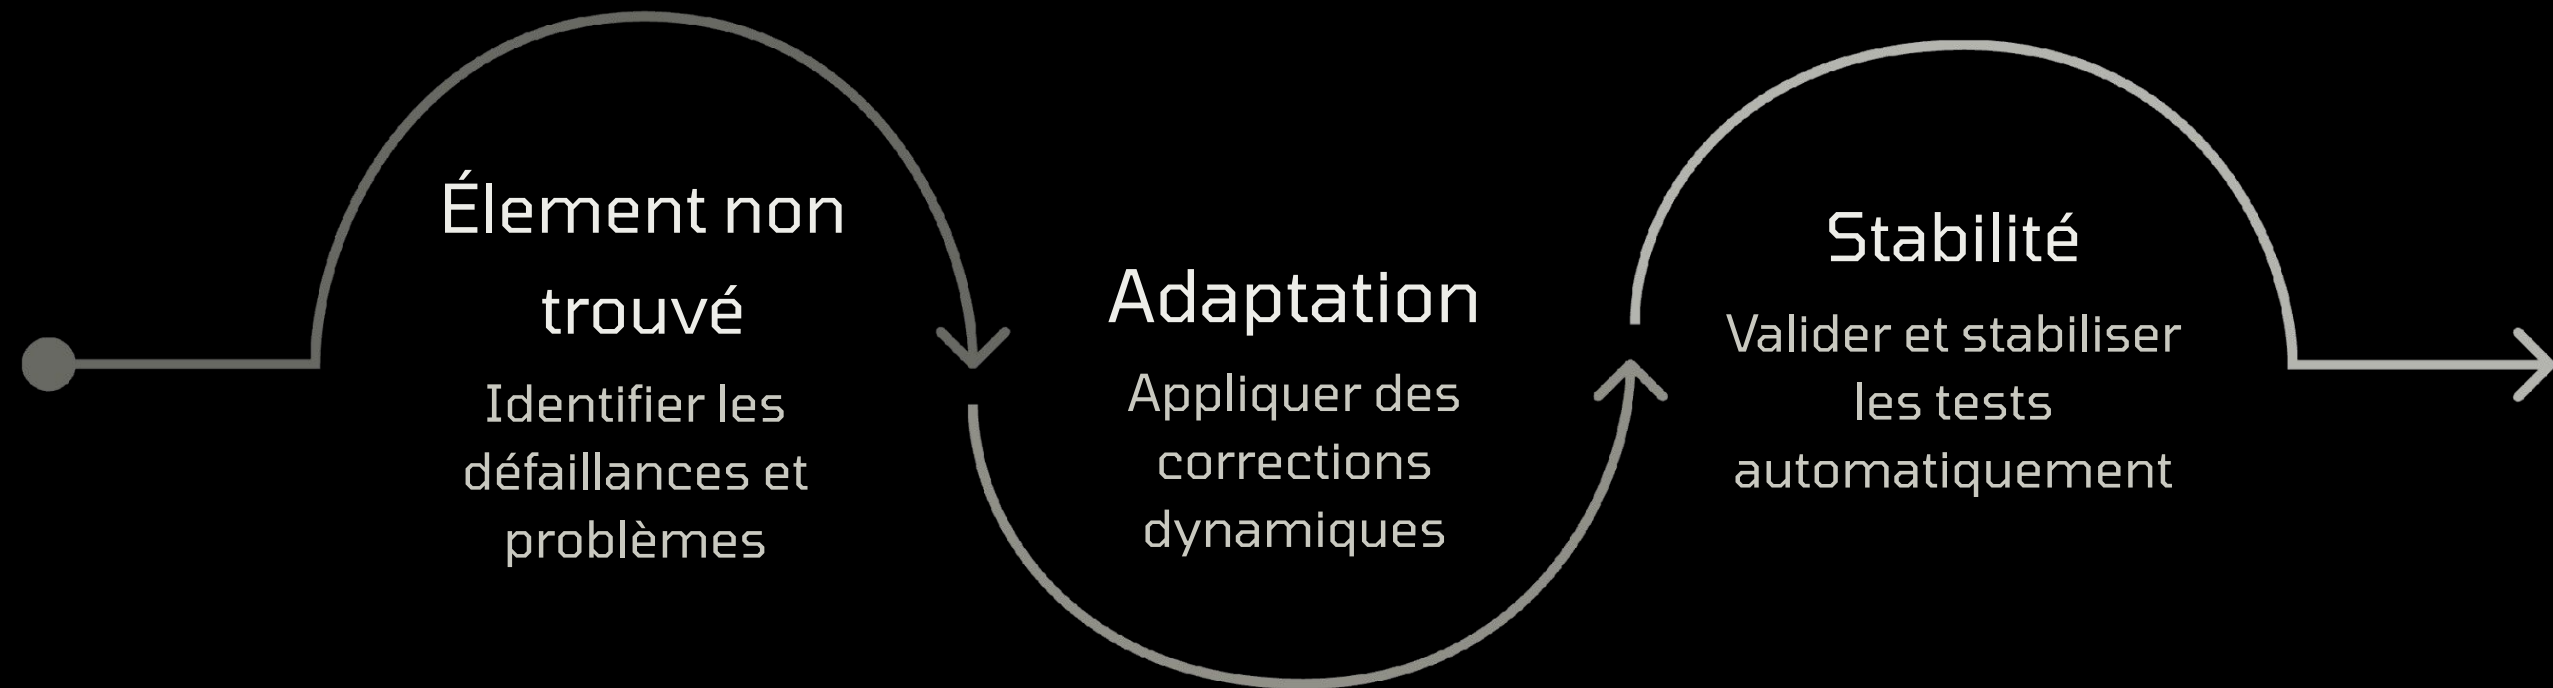 Élement non
trouvé
Identifier les
défaillances et
problèmes
Adaptation
Appliquer des
corrections
dynamiques
Stabilité
Valider et stabiliser
les tests
automatiquement